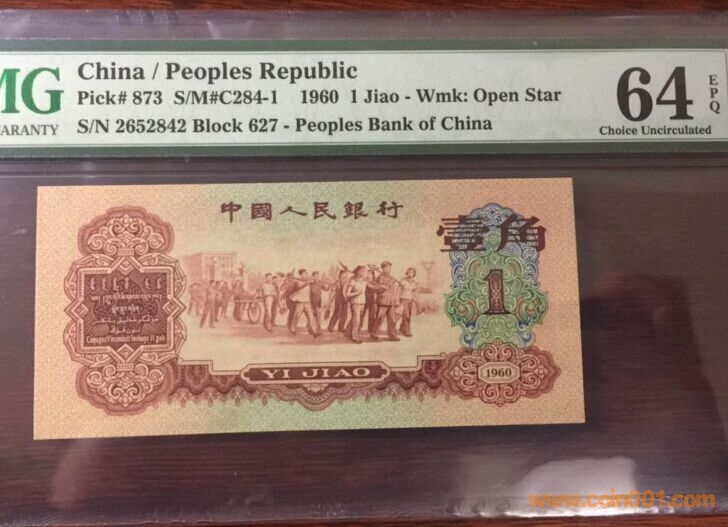 MG
WARRANTY
China / Peoples Republic
Pick# 873 S/M#C284-1 1960 1 Jiao - Wmk: Open Star
S/N 2652842 Block 627 - Peoples Bank of China
64
Choice Uncirculated
EPQ
中國人民銀行
壹角
1
YI JIAO
1960
www.coin001.com